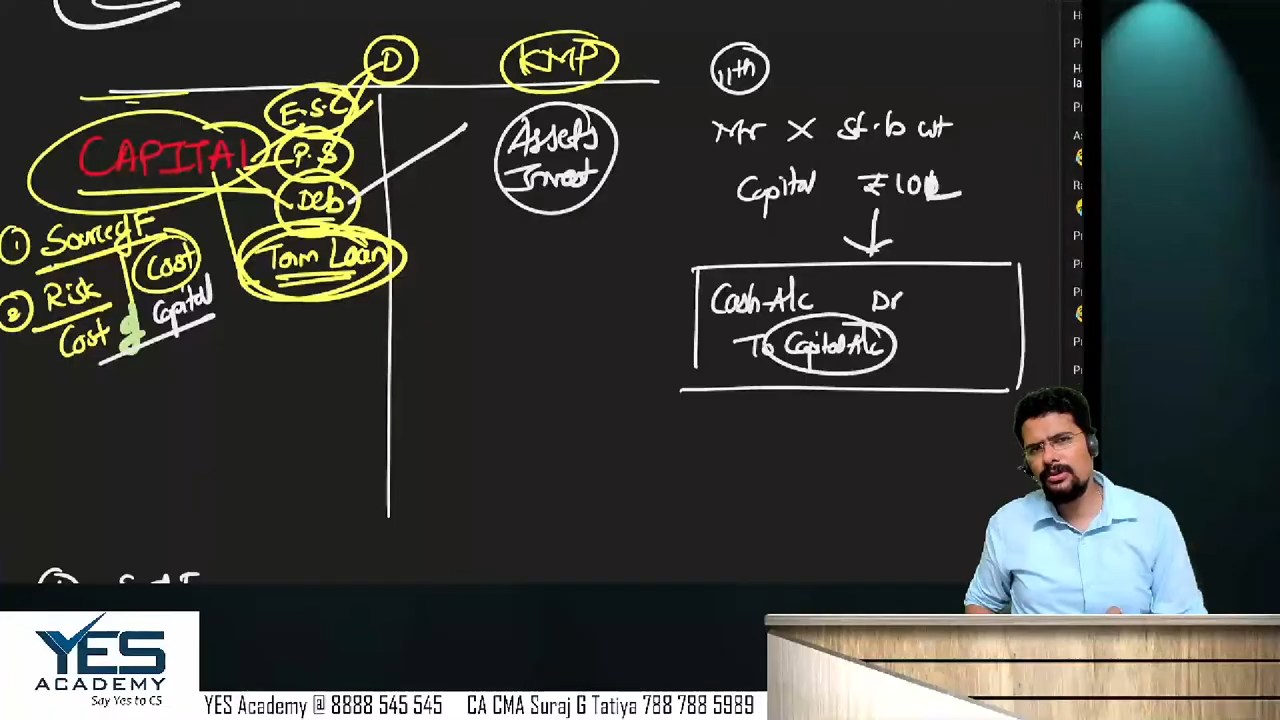 D
KMP
E.S.C
CAPITAL
P.S
Deb
Term Loan
Assets
Invest
① Source of F
Cost
② Risk
Cost of Capital
11th
Mr X st. b wt
Capital ₹ 10L
Cash A/c Dr
To Capital A/c
YES
ACADEMY
Say Yes to CS
YES Academy @ 8888 545 545 CA CMA Suraj G Tatiya 788 788 5989